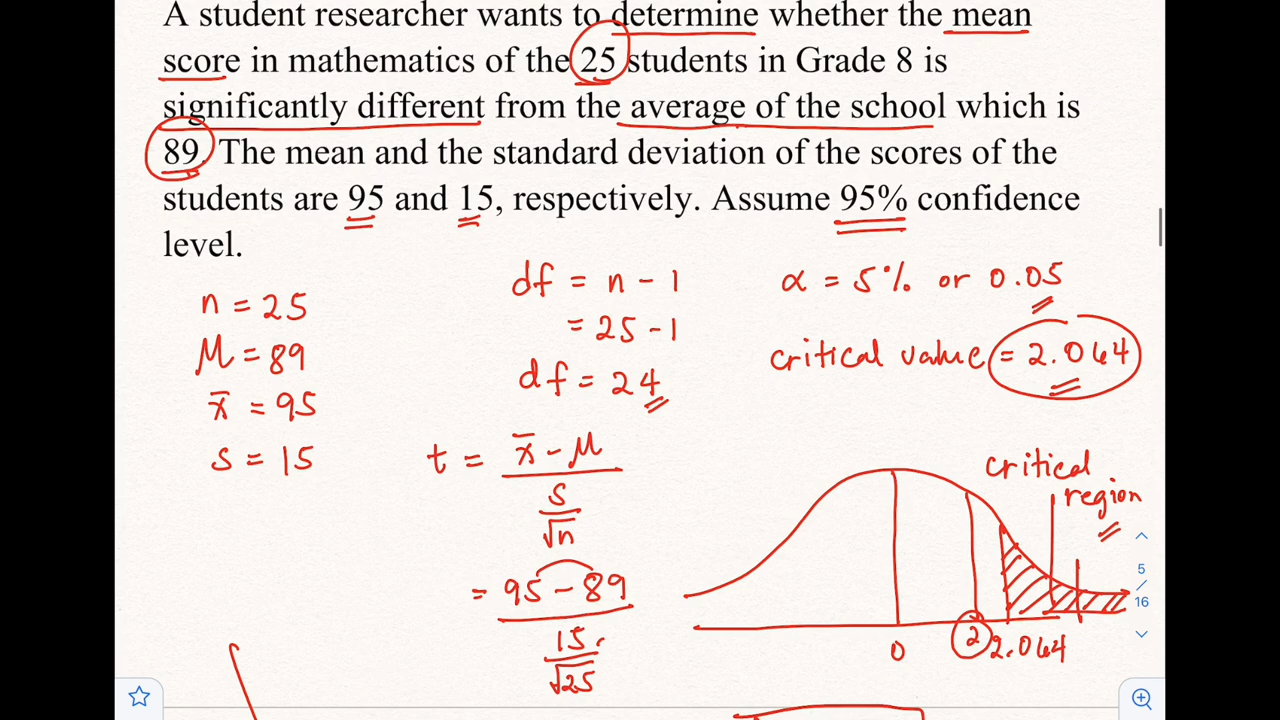 A student researcher wants to determine whether the mean
score in mathematics of the 25 students in Grade 8 is
significantly different from the average of the school which is
89. The mean and the standard deviation of the scores of the
students are 95 and 15, respectively. Assume 95% confidence
level.
n = 25
μ = 89
x̄ = 95
s = 15
df = n - 1
= 25 - 1
df = 24
α = 5% or 0.05
critical value = 2.064
t = x̄ - μ
s
√n
= 95 - 89
15
√25
critical
region
0
2
2.064
5
/
16